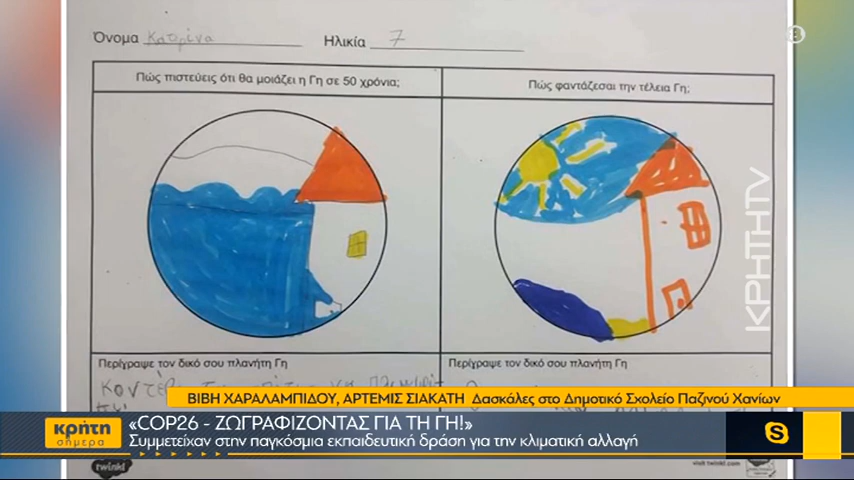 Όνομα Κατρίνα Ηλικία 7
Πώς πιστεύεις ότι θα μοιάζει η Γη σε 50 χρόνια;
Πώς φαντάζεσαι την τέλεια Γη;
ΚΡΗΤΗTV
Περίγραψε τον δικό σου πλανήτη Γη
Περίγραψε τον δικό σου πλανήτη Γη
ΒΙΒΗ ΧΑΡΑΛΑΜΠΙΔΟΥ, ΑΡΤΕΜΙΣ ΣΙΑΚΑΤΗ Δασκάλες στο Δημοτικό Σχολείο Παζινού Χανίων
κρήτη
σήμερα
«COP26 - ΖΩΓΡΑΦΙΖΟΝΤΑΣ ΓΙΑ ΤΗ ΓΗ!»
Συμμετείχαν στην παγκόσμια εκπαιδευτική δράση για την κλιματική αλλαγή
twinkl
visit twinkl.com